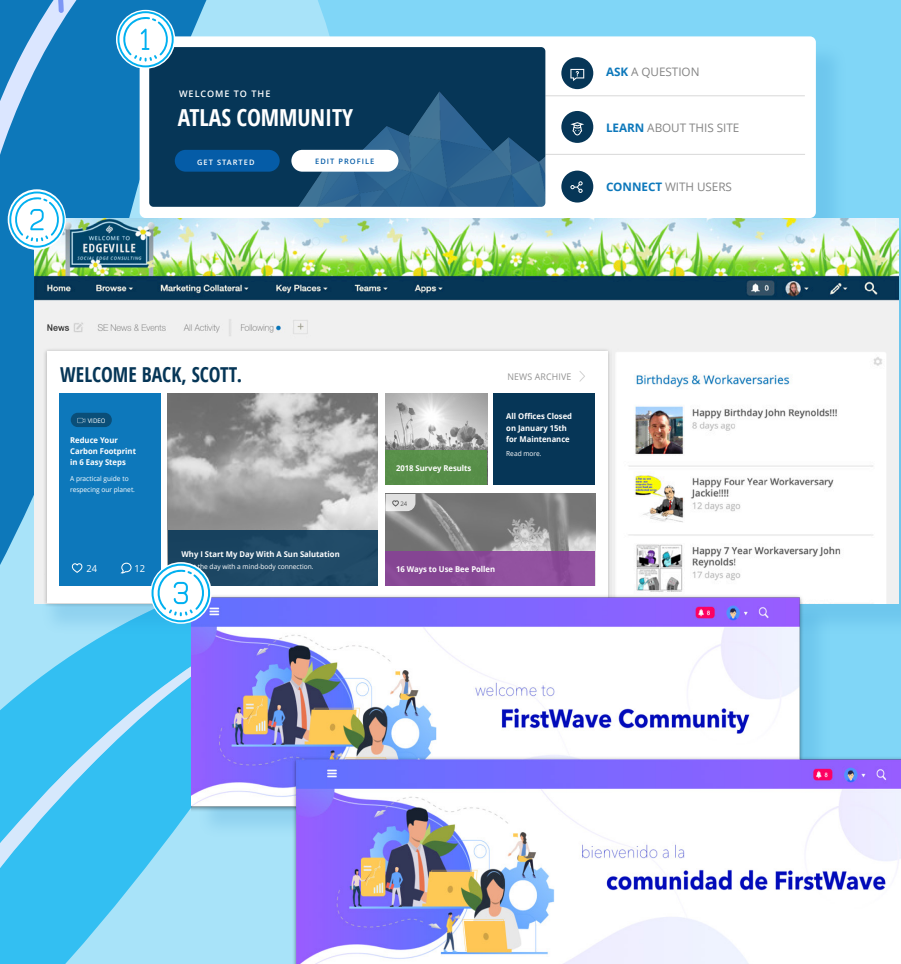 1
WELCOME TO THE
ATLAS COMMUNITY
GET STARTED
EDIT PROFILE
ASK A QUESTION
LEARN ABOUT THIS SITE
CONNECT WITH USERS
2
WELCOME TO
EDGEVILLE
SOCIAL EDGE CONSULTING
Home Browse Marketing Collateral Key Places Teams Apps 0
News SE News & Events All Activity Following +
WELCOME BACK, SCOTT.
NEWS ARCHIVE
VIDEO
Reduce Your
Carbon Footprint
in 6 Easy Steps
A practical guide to
respecing our planet.
24 12
Why I Start My Day With A Sun Salutation
the day with a mind-body connection.
2018 Survey Results
All Offices Closed
on January 15th
for Maintenance
Read more.
24
16 Ways to Use Bee Pollen
Birthdays & Workaversaries
Happy Birthday John Reynolds!!!
8 days ago
Happy Four Year Workaversary
Jackie!!!!
12 days ago
Happy 7 Year Workaversary John
Reynolds!
17 days ago
3
8
welcome to
FirstWave Community
8
bienvenido a la
comunidad de FirstWave